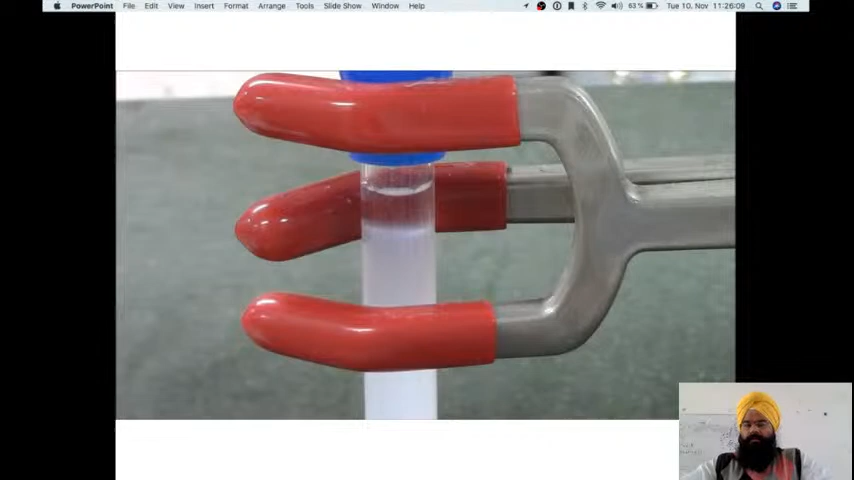 PowerPoint File Edit View Insert Format Arrange Tools Slide Show Window Help 63 % Tue 10. Nov 11:26:09